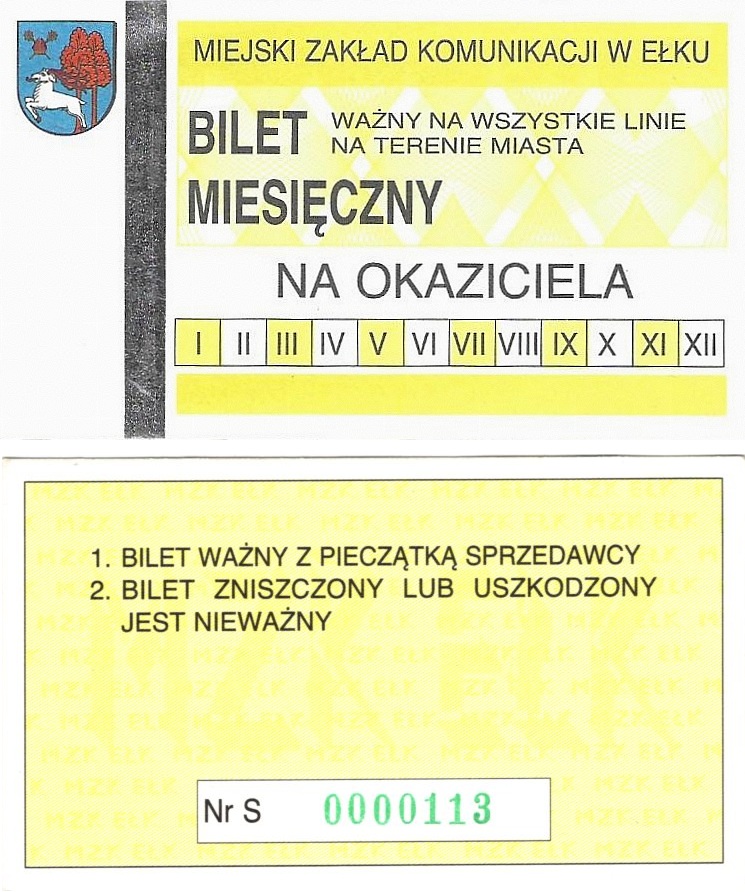 MIEJSKI ZAKŁAD KOMUNIKACJI W EŁKU
BILET WAŻNY NA WSZYSTKIE LINIE
NA TERENIE MIASTA
MIESIĘCZNY
NA OKAZICIELA
I II III IV V VI VII VIII IX X XI XII
1. BILET WAŻNY Z PIECZĄTKĄ SPRZEDAWCY
2. BILET ZNISZCZONY LUB USZKODZONY
JEST NIEWAŻNY
MZK EŁK
Nr S 0000113